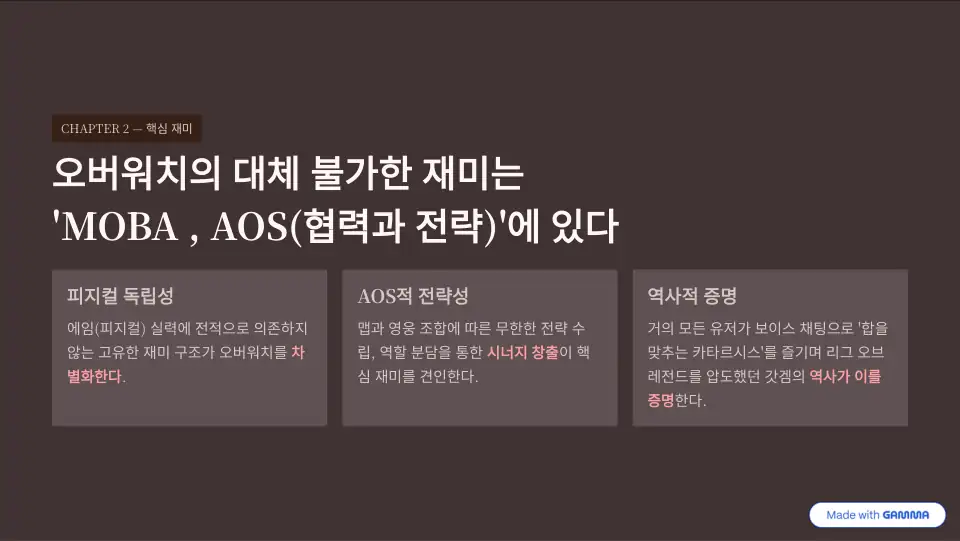 CHAPTER 2 — 핵심 재미
오버워치의 대체 불가한 재미는
'MOBA , AOS(협력과 전략)'에 있다
피지컬 독립성
에임(피지컬) 실력에 전적으로 의존하지
않는 고유한 재미 구조가 오버워치를 차
별화한다.
AOS적 전략성
맵과 영웅 조합에 따른 무한한 전략 수
립, 역할 분담을 통한 시너지 창출이 핵
심 재미를 견인한다.
역사적 증명
거의 모든 유저가 보이스 채팅으로 '합을
맞추는 카타르시스'를 즐기며 리그 오브
레전드를 압도했던 갓겜의 역사가 이를
증명한다.
Made with GAMMA